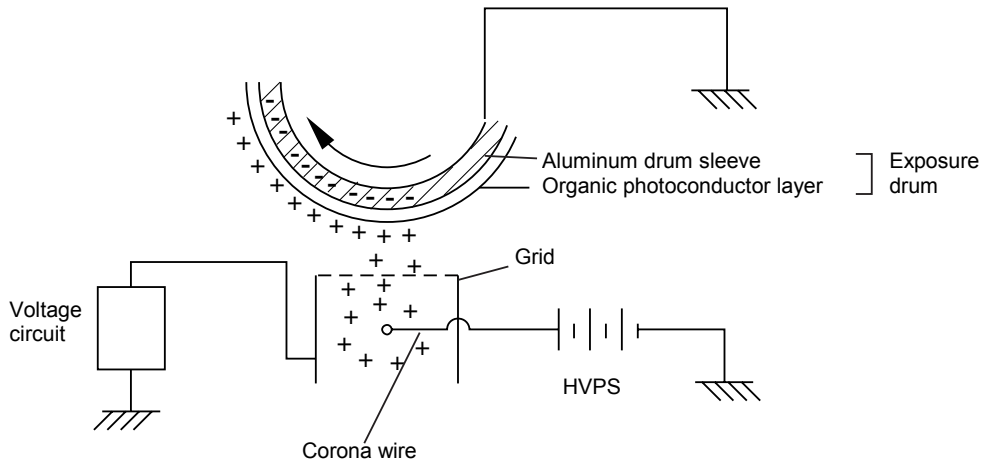 Aluminum drum sleeve
Organic photoconductor layer
Exposure
drum
Grid
Voltage
circuit
HVPS
Corona wire